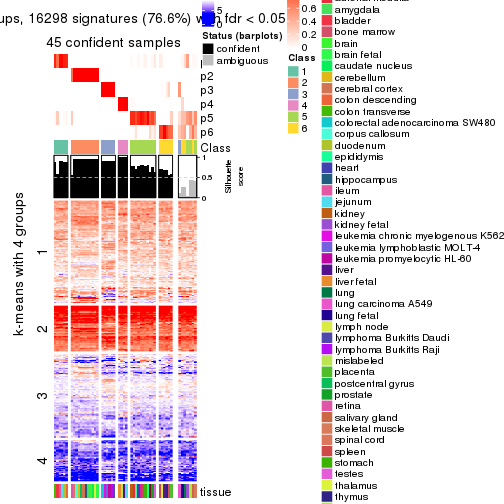 ups, 16298 signatures (76.6%) with fdr < 0.05
45 confident samples
p2
p3
p4
p5
p6
Class
1
0.5
0
Silhouette
score
k-means with 4 groups
1
2
3
4
tissue
5
0
Status (barplots)
confident
ambiguous
0.6
0.4
0.2
0
Class
1
2
3
4
5
6
amygdala
bladder
bone marrow
brain
brain fetal
caudate nucleus
cerebellum
cerebral cortex
colon descending
colon transverse
colorectal adenocarcinoma SW480
corpus callosum
duodenum
epididymis
heart
hippocampus
ileum
jejunum
kidney
kidney fetal
leukemia chronic myelogenous K562
leukemia lymphoblastic MOLT-4
leukemia promyelocytic HL-60
liver
liver fetal
lung
lung carcinoma A549
lung fetal
lymph node
lymphoma Burkitts Daudi
lymphoma Burkitts Raji
mislabeled
placenta
postcentral gyrus
prostate
retina
salivary gland
skeletal muscle
spinal cord
spleen
stomach
testes
thalamus
thymus